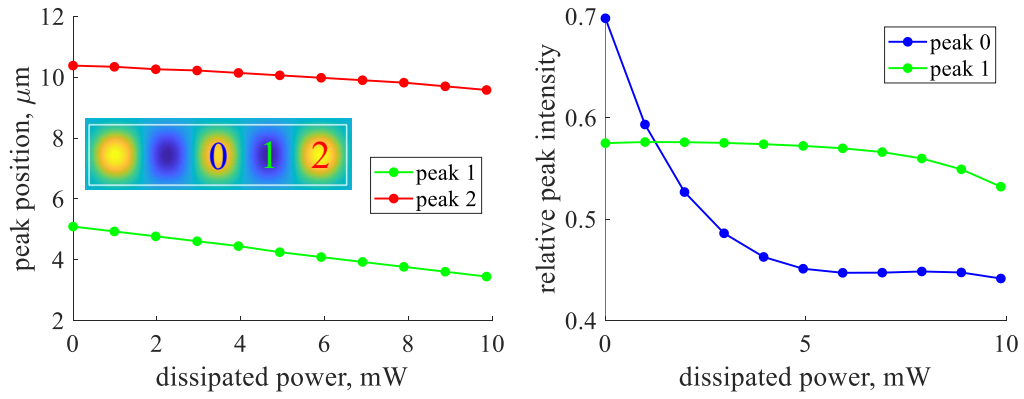 12
10
8
6
4
2
peak position, μm
0 1 2
peak 1
peak 2
0 2 4 6 8 10
dissipated power, mW
0.7
0.6
0.5
0.4
relative peak intensity
peak 0
peak 1
0 5 10
dissipated power, mW